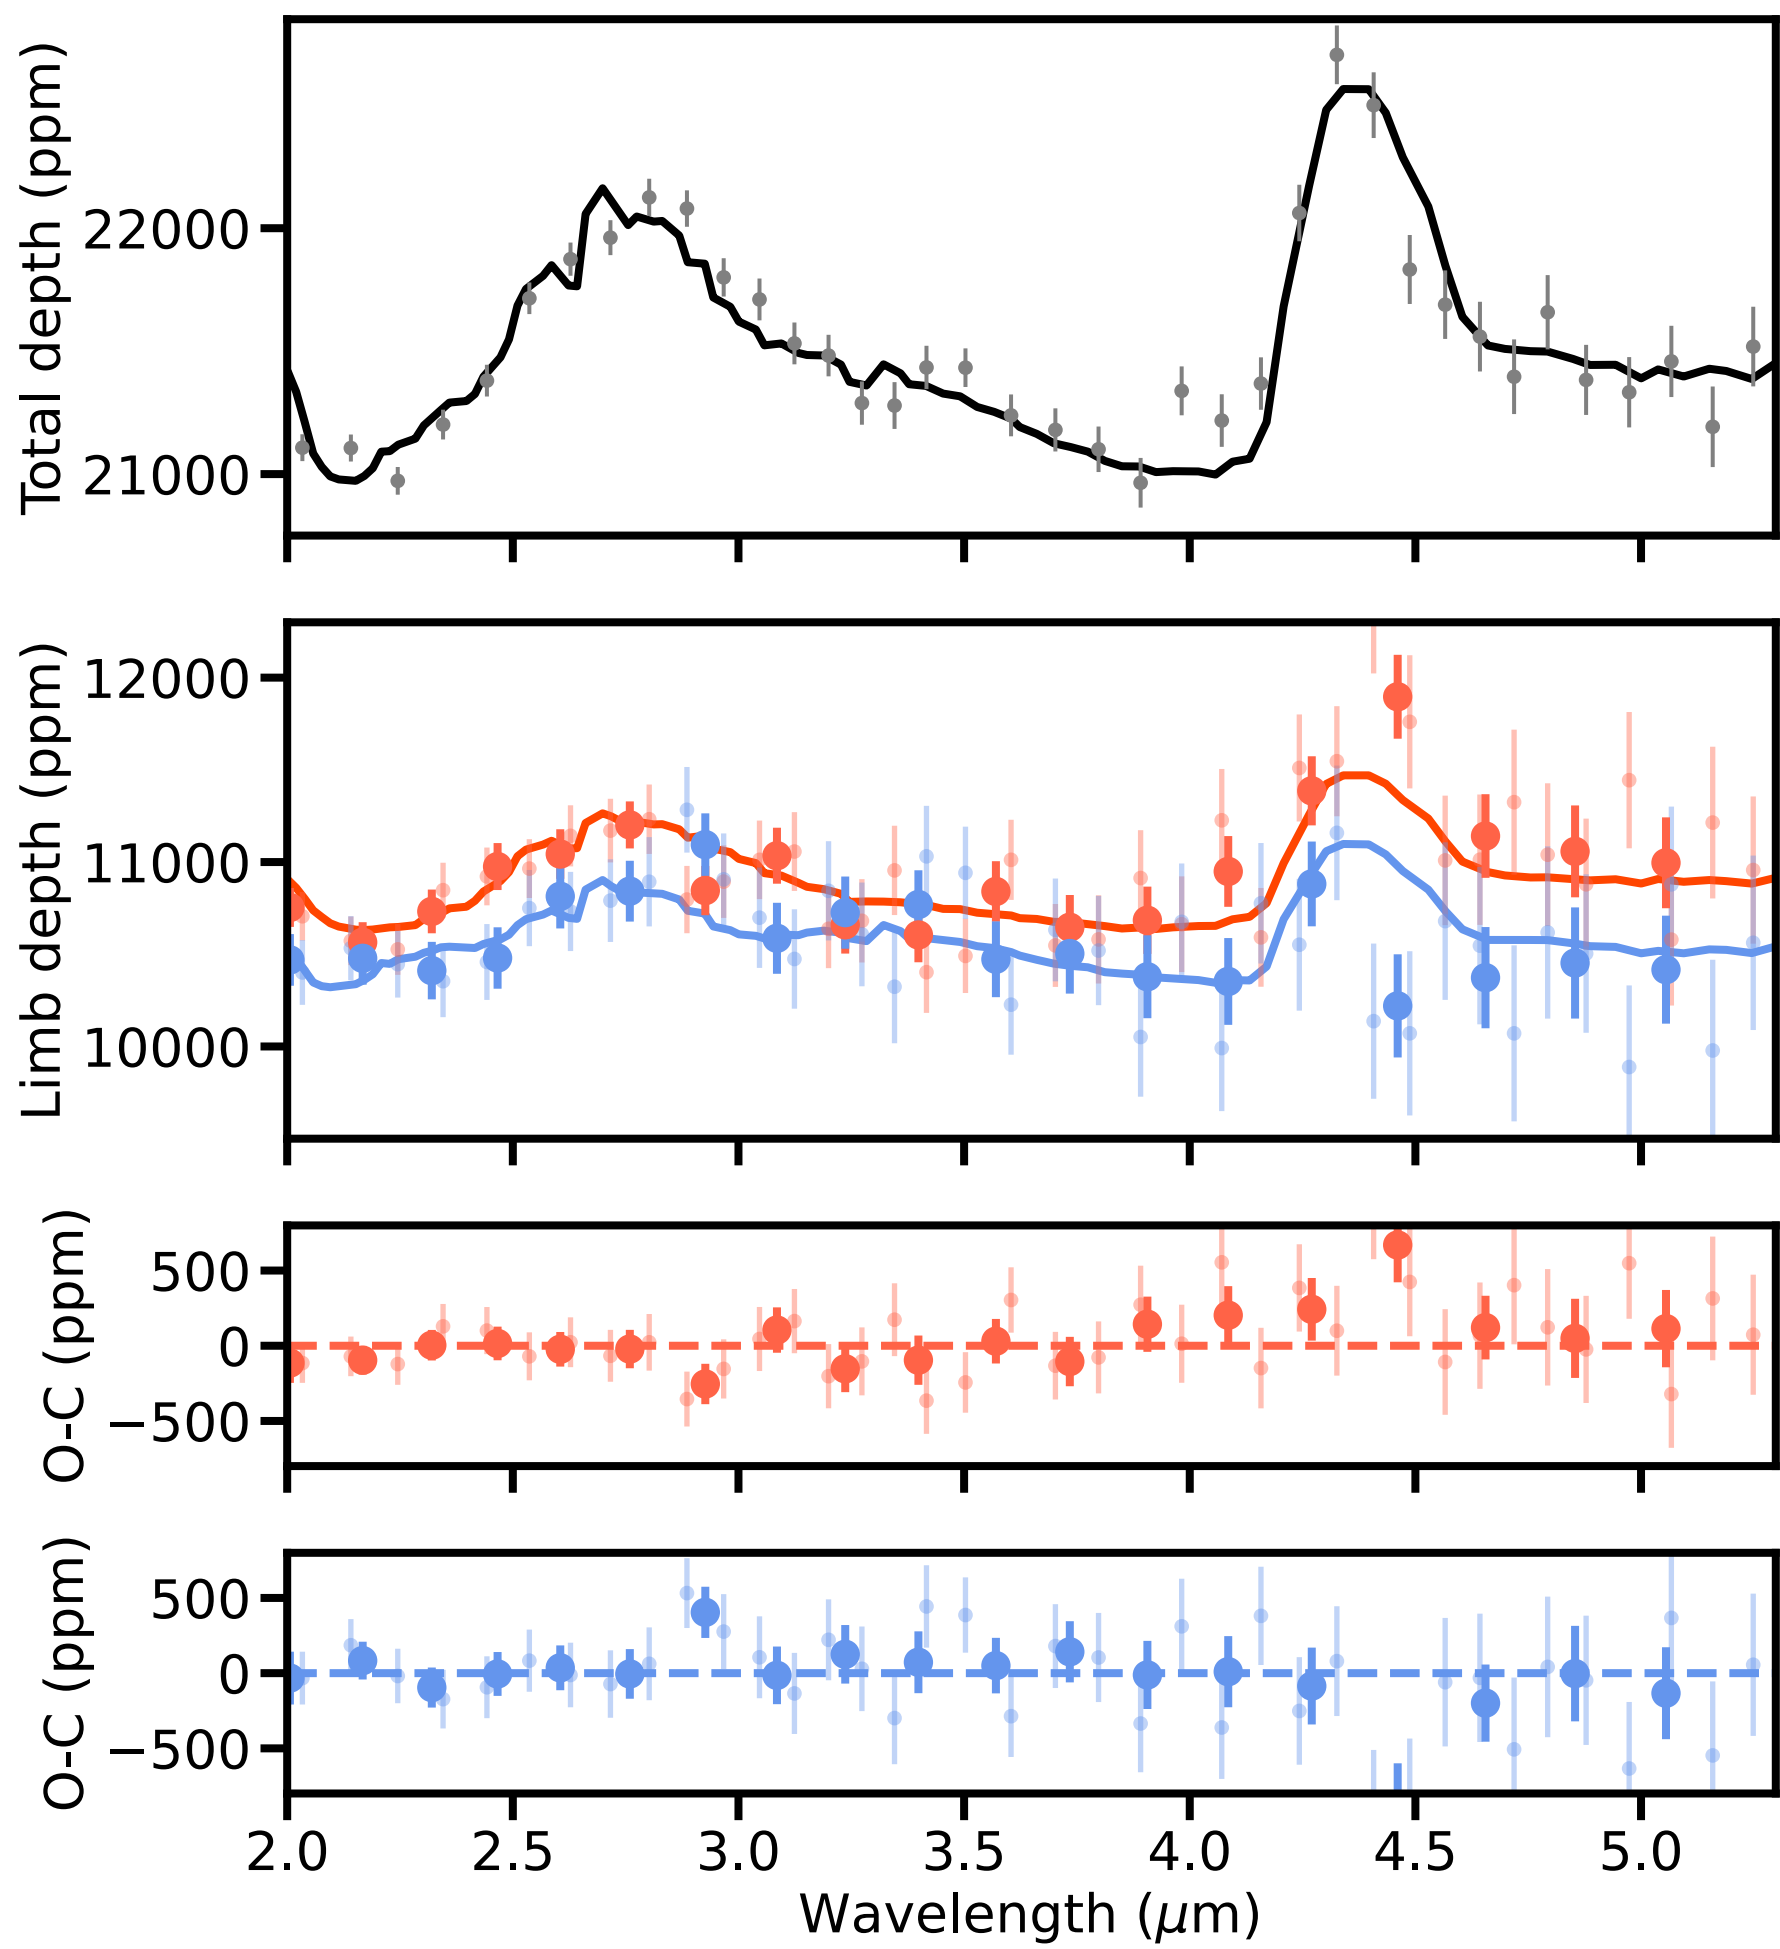 Total depth (ppm)
22000
21000
Limb depth (ppm)
12000
11000
10000
O-C (ppm)
500
0
−500
O-C (ppm)
500
0
−500
2.0 2.5 3.0 3.5 4.0 4.5 5.0
Wavelength (μm)